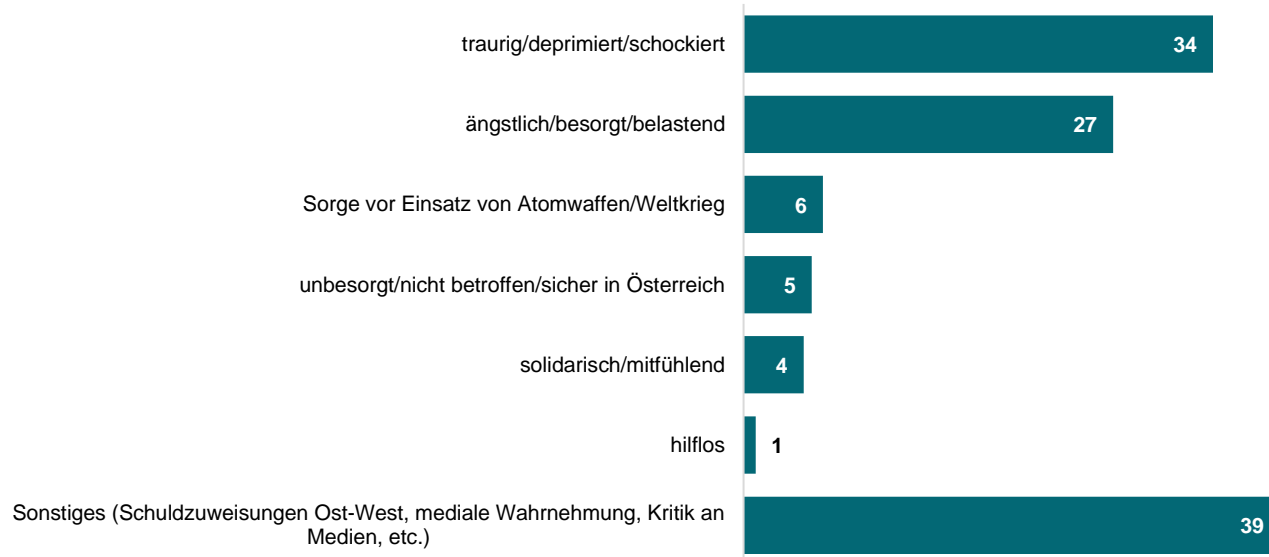 traurig/deprimiert/schockiert
34
ängstlich/besorgt/belastend
27
Sorge vor Einsatz von Atomwaffen/Weltkrieg
6
unbesorgt/nicht betroffen/sicher in Österreich
5
solidarisch/mitfühlend
4
hilflos
1
Sonstiges (Schuldzuweisungen Ost-West, mediale Wahrnehmung, Kritik an
Medien, etc.)
39